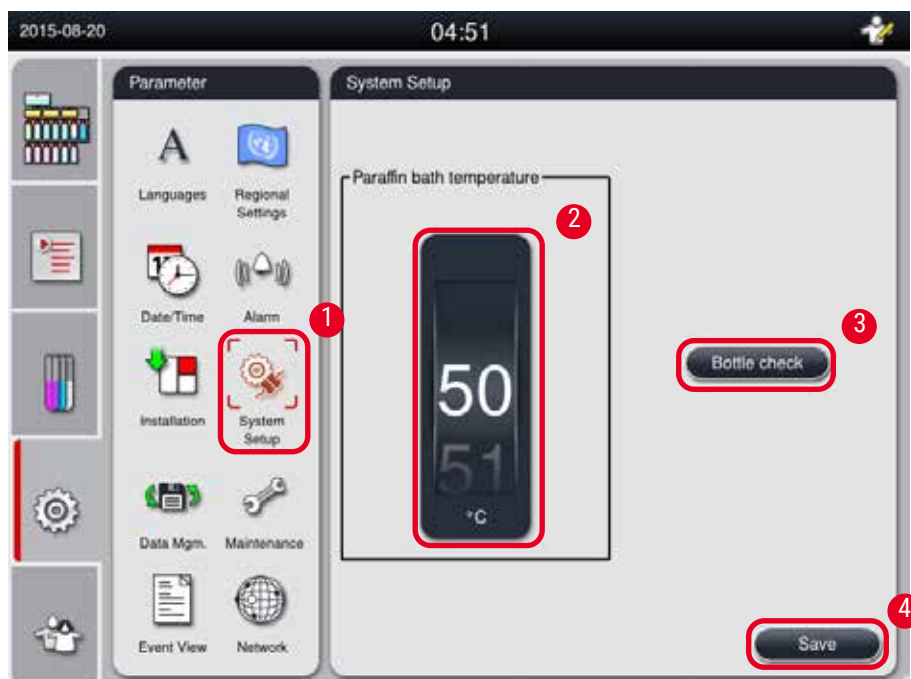 2015-08-20
04:51
Parameter
System Setup
A
Languages
Regional
Settings
Date/Time
Alarm
Installation
System
Setup
Data Mgm.
Maintenance
Event View
Network
1
Paraffin bath temperature
2
50
51
°C
3
Bottle check
4
Save